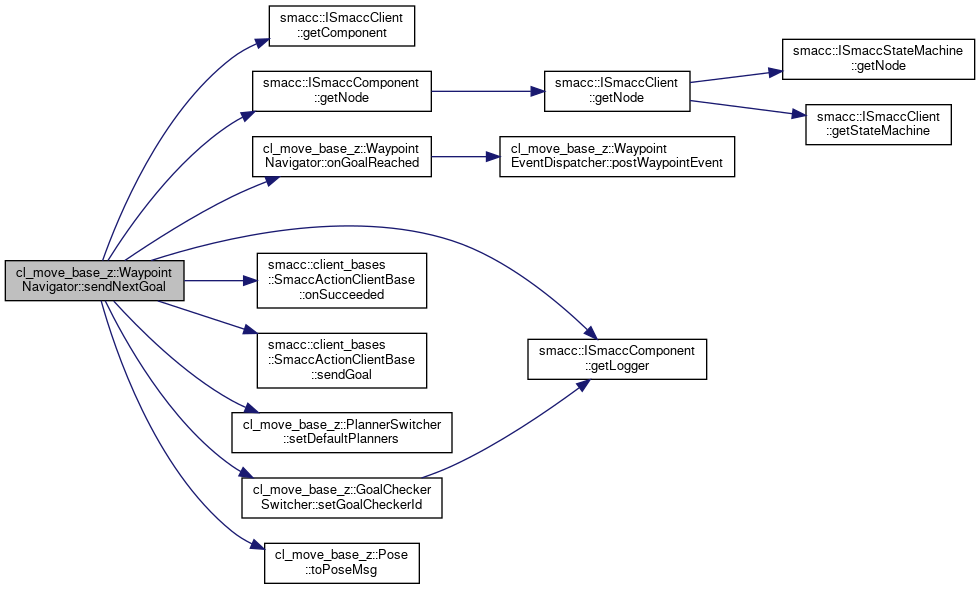 smacc::ISmaccClient
::getComponent
smacc::ISmaccComponent
::getNode
smacc::ISmaccClient
::getNode
smacc::ISmaccStateMachine
::getNode
smacc::ISmaccClient
::getStateMachine
cl_move_base_z::Waypoint
Navigator::onGoalReached
cl_move_base_z::Waypoint
EventDispatcher::postWaypointEvent
cl_move_base_z::Waypoint
Navigator::sendNextGoal
smacc::client_bases
::SmaccActionClientBase
::onSucceeded
smacc::client_bases
::SmaccActionClientBase
::sendGoal
smacc::ISmaccComponent
::getLogger
cl_move_base_z::PlannerSwitcher
::setDefaultPlanners
cl_move_base_z::GoalChecker
Switcher::setGoalCheckerId
cl_move_base_z::Pose
::toPoseMsg